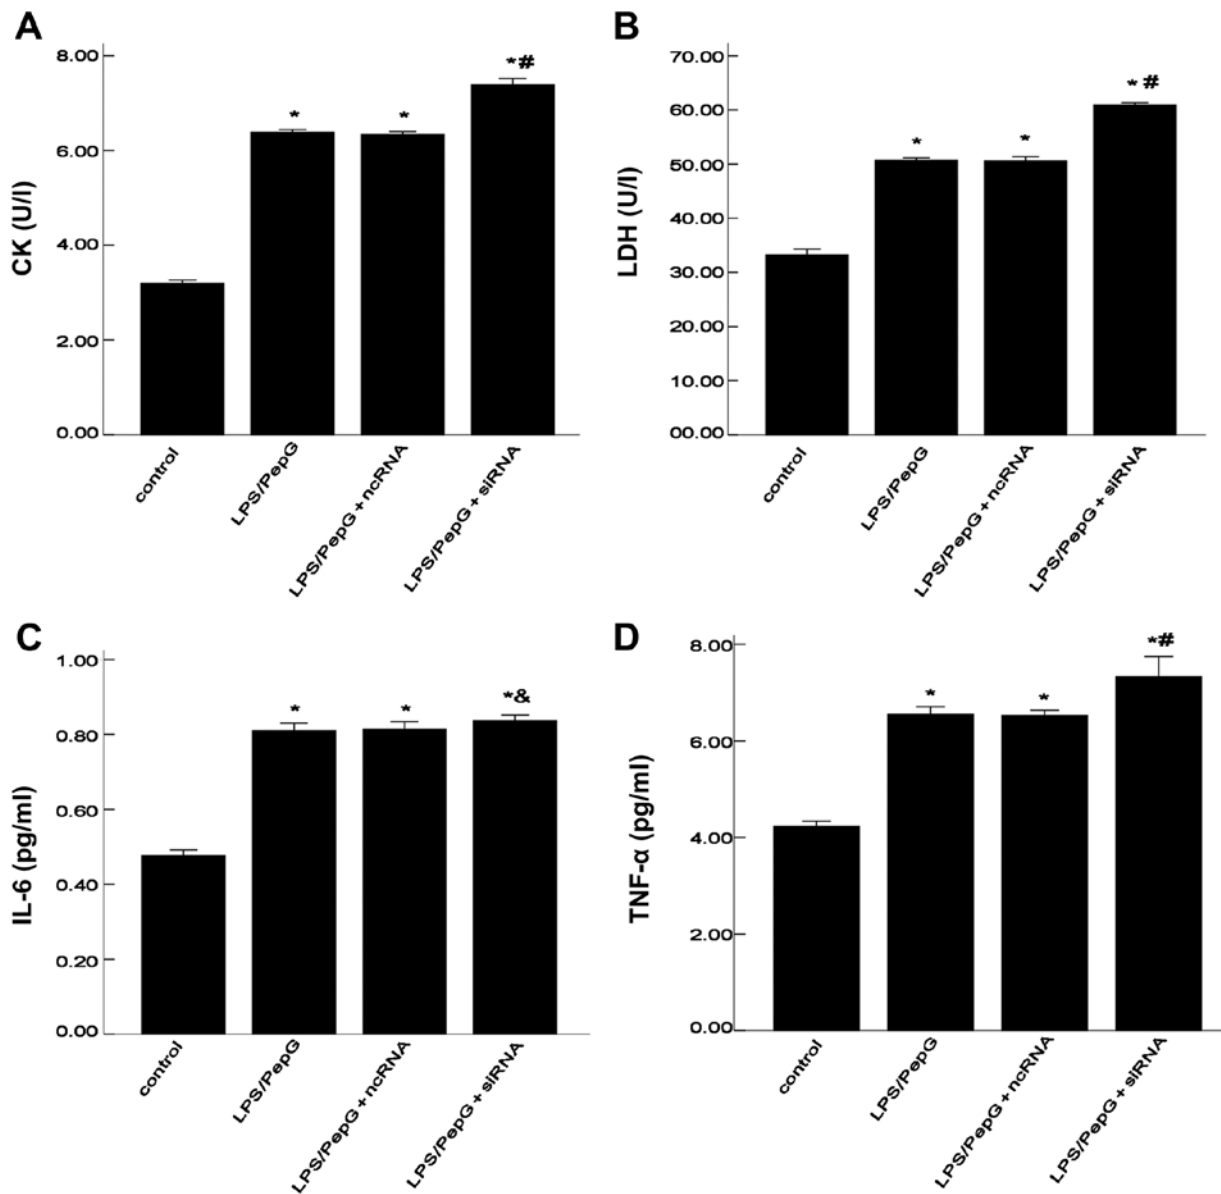 A
CK (U/l)
8.00
6.00
4.00
2.00
0.00
*
*
*#
control
LPS/PepG
LPS/PepG + ncRNA
LPS/PepG + siRNA
B
LDH (U/l)
70.00
60.00
50.00
40.00
30.00
20.00
10.00
00.00
*
*
* #
control
LPS/PepG
LPS/PepG + ncRNA
LPS/PepG + siRNA
C
IL-6 (pg/ml)
1.00
0.80
0.60
0.40
0.20
0.00
*
*
*&
control
LPS/PepG
LPS/PepG + ncRNA
LPS/PepG + siRNA
D
TNF-α (pg/ml)
8.00
6.00
4.00
2.00
0.00
*
*
*#
control
LPS/PepG
LPS/PepG + ncRNA
LPS/PepG + siRNA